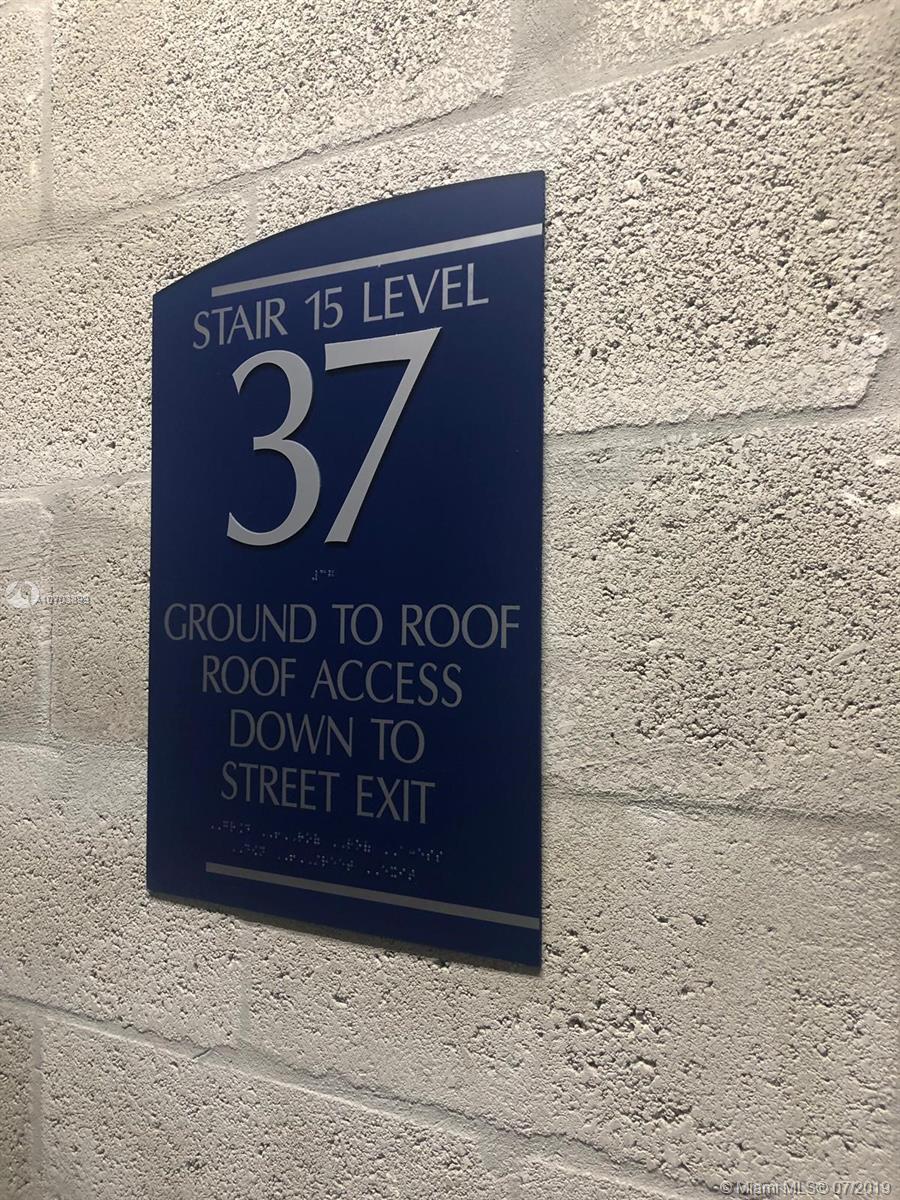 STAIR 15 LEVEL
37
GROUND TO ROOF
ROOF ACCESS
DOWN TO
STREET EXIT
© Miami MLS© 07/2019